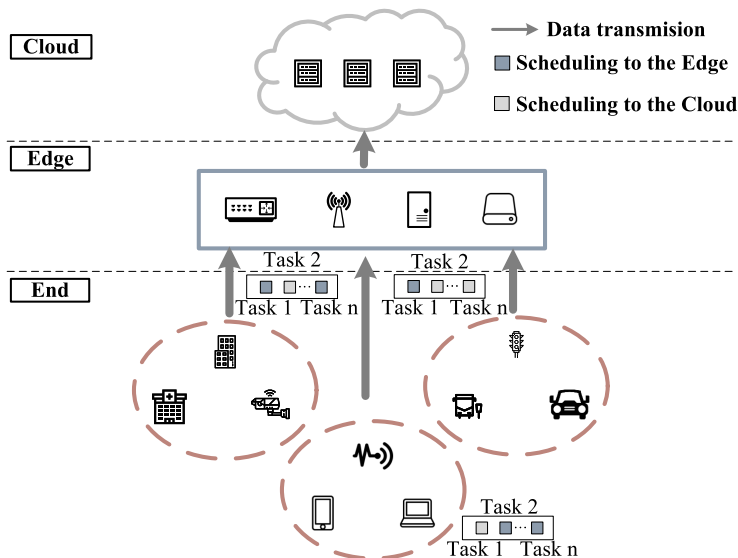 Cloud
Data transmision
Scheduling to the Edge
Scheduling to the Cloud
Edge
Task 2
...
Task 1 Task n
Task 2
...
Task 1 Task n
End
Task 2
...
Task 1 Task n